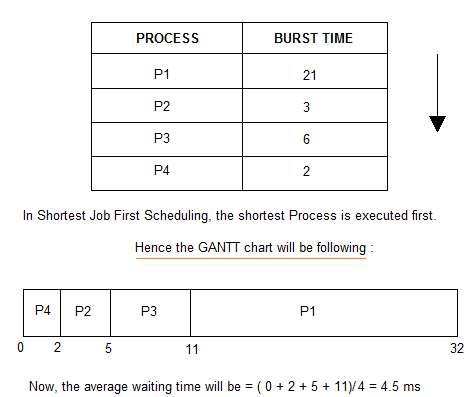 PROCESS BURST TIME
P1 21
P2 3
P3 6
P4 2
In Shortest Job First Scheduling, the shortest Process is executed first.
Hence the GANTT chart will be following :
P4 P2 P3 P1
0 2 5 11 32
Now, the average waiting time will be = ( 0 + 2 + 5 + 11)/ 4 = 4.5 ms